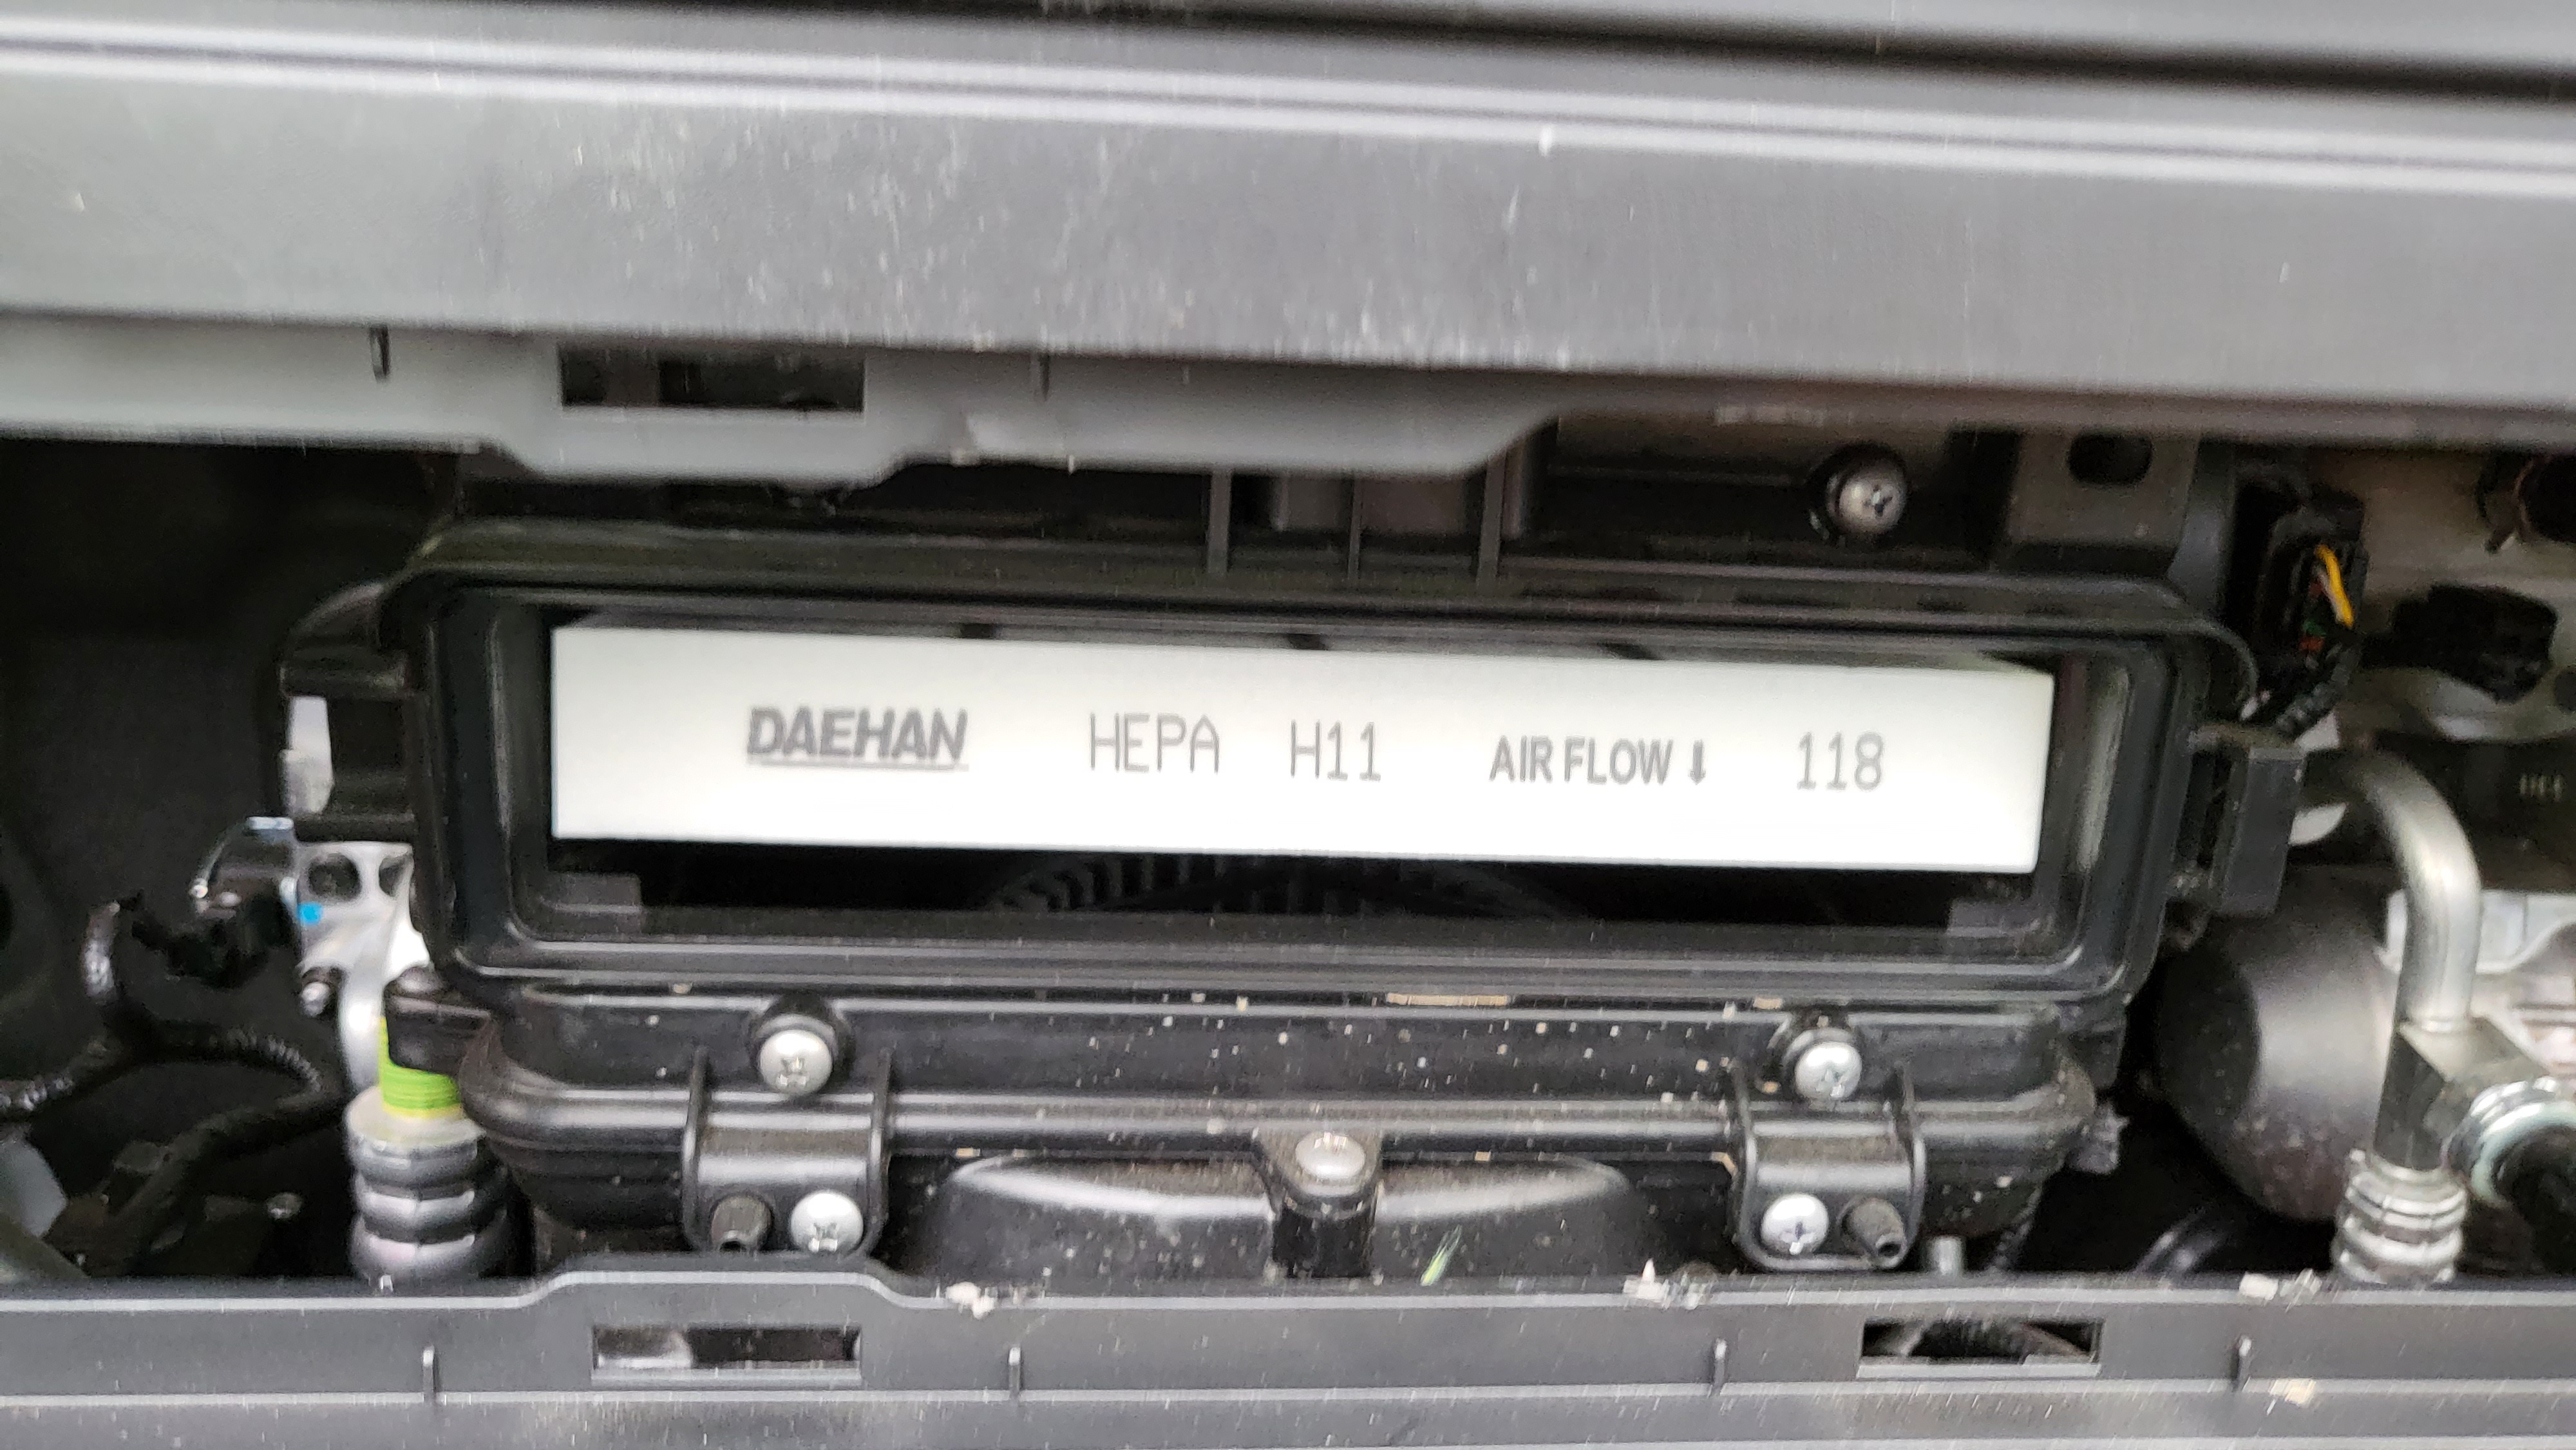 DAEHAN HEPA H11 AIR FLOW ⬇ 118